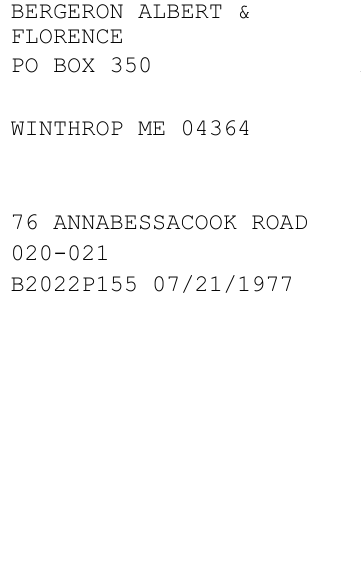 BERGERON ALBERT &
FLORENCE
PO BOX 350
WINTHROP ME 04364
76 ANNABESSACOOK ROAD
020-021
B2022P155 07/21/1977